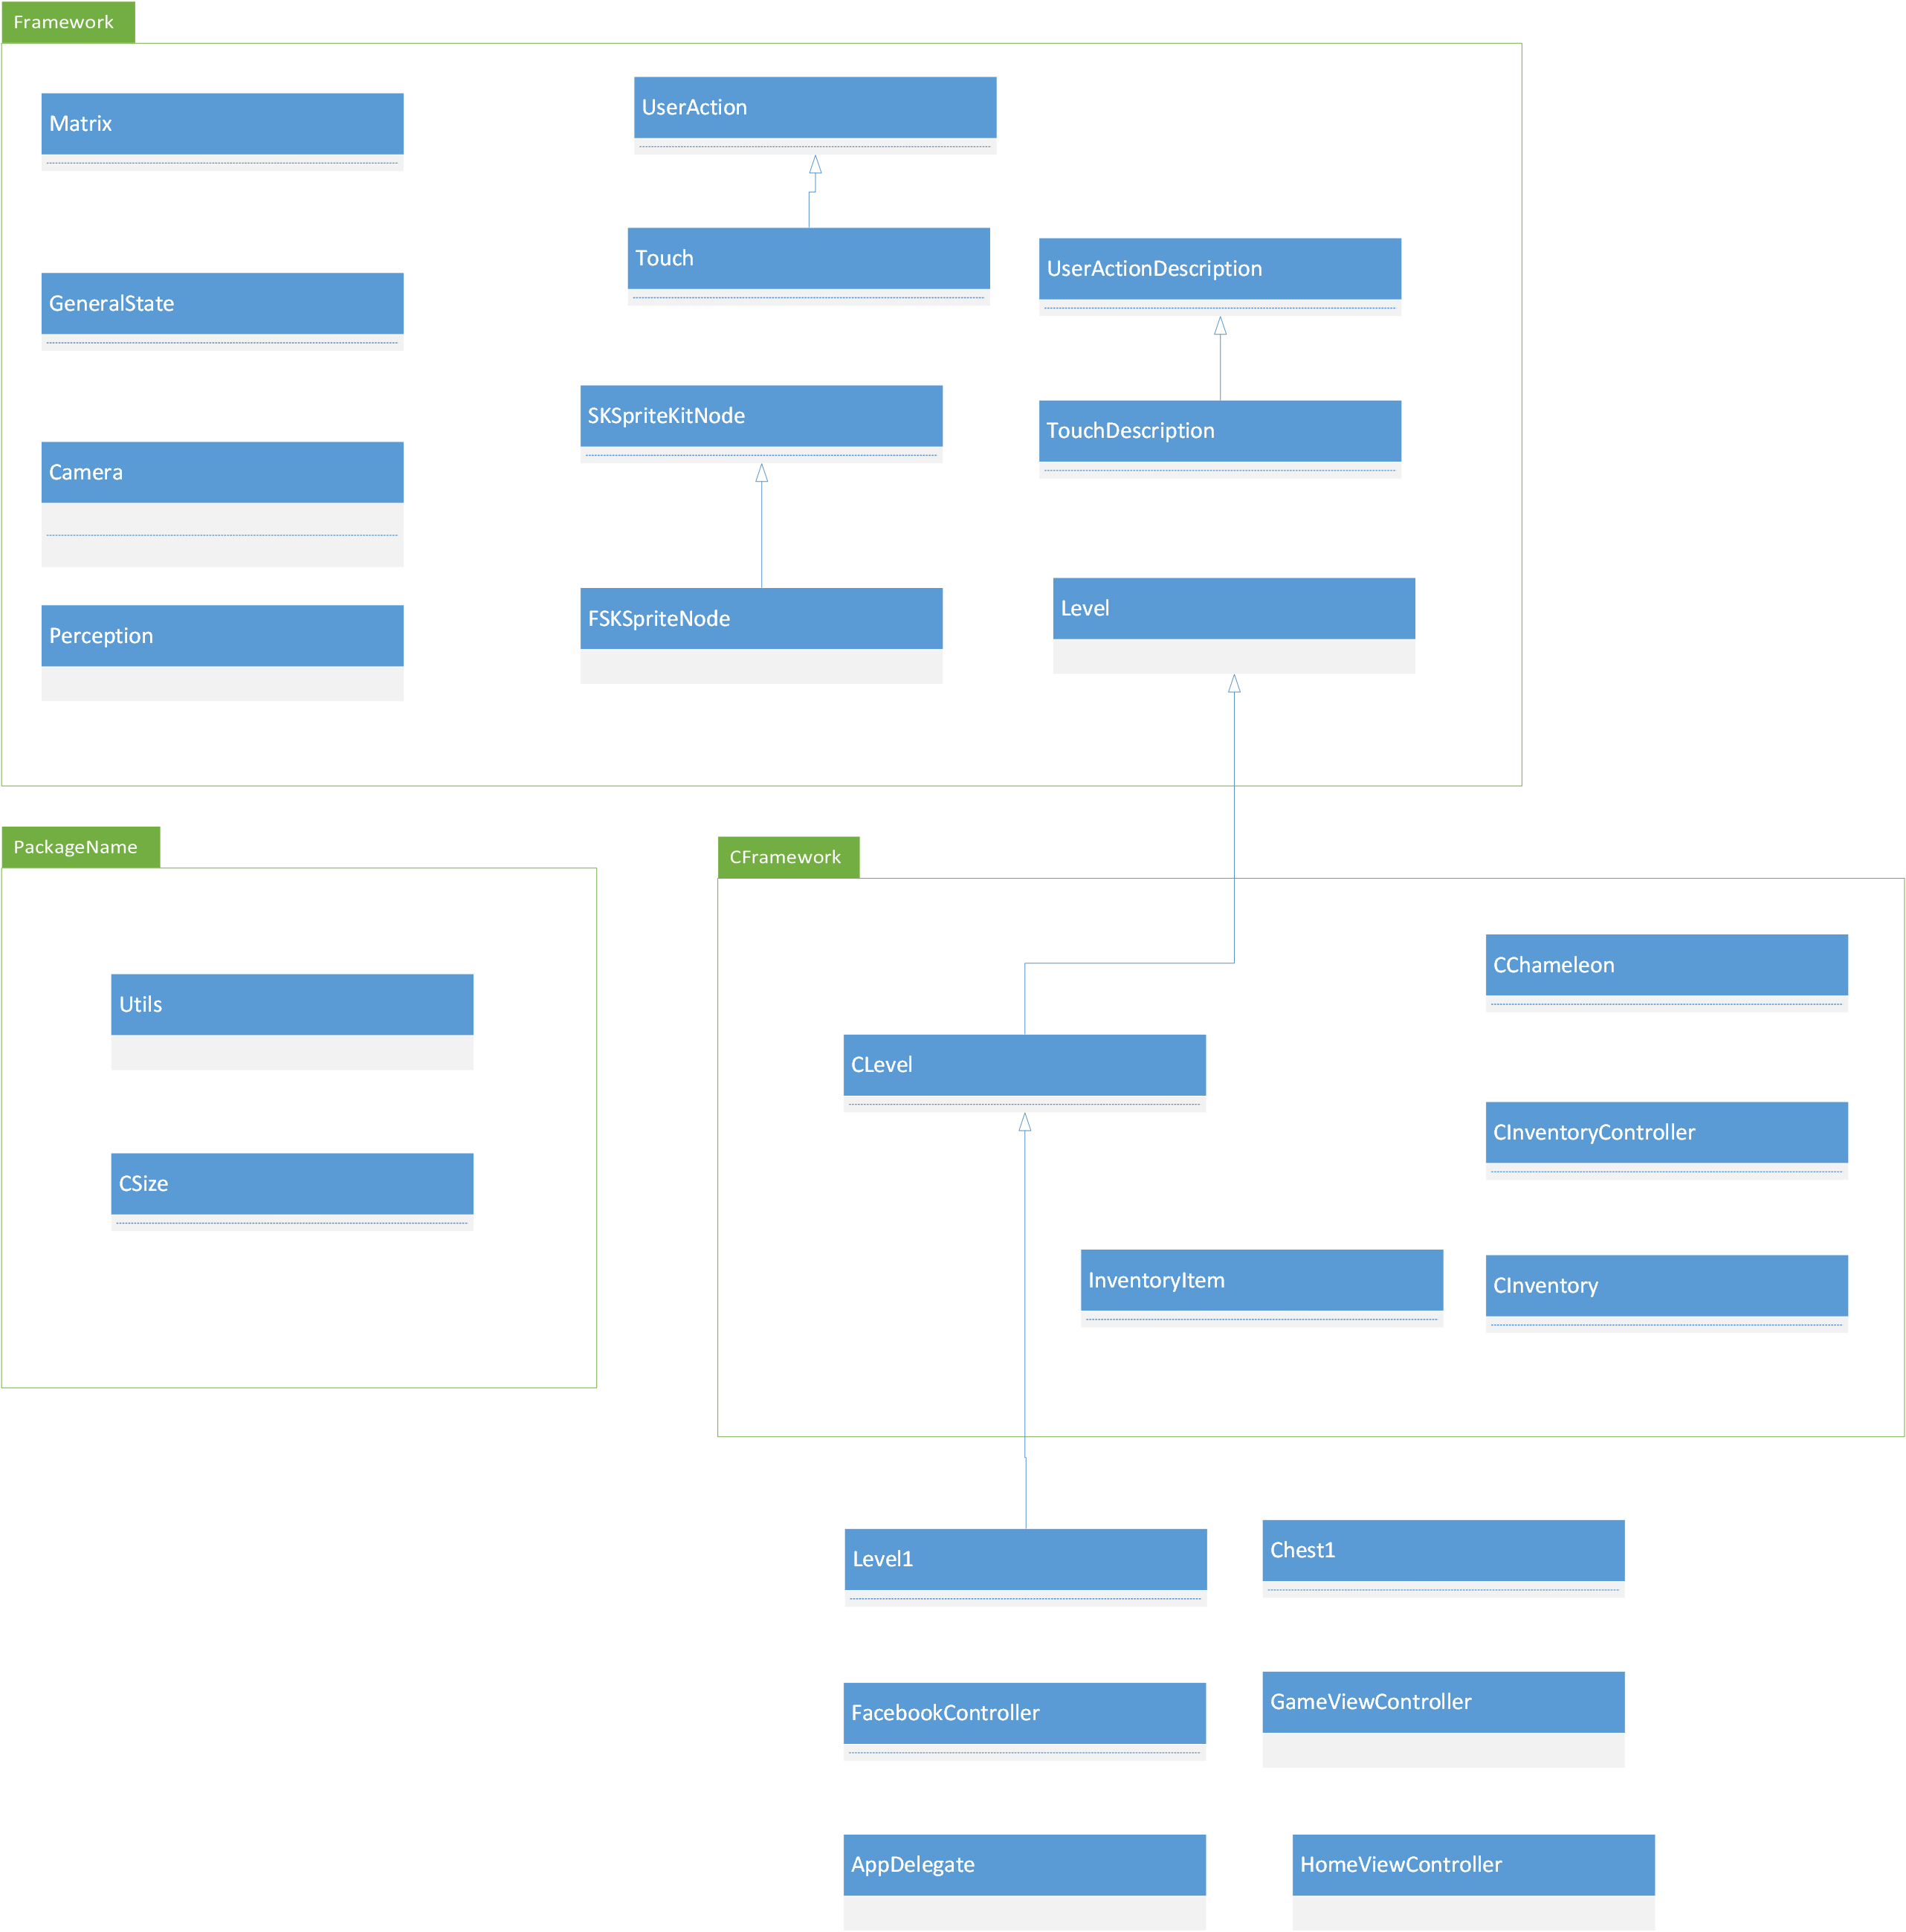 Framework
Matrix
UserAction
Touch
UserActionDescription
GeneralState
SKSpriteKitNode
TouchDescription
Camera
FSKSpriteNode
Level
Perception
PackageName
Utils
CSize
CFramework
CChameleon
CLevel
CInventoryController
InventoryItem
CInventory
Level1
Chest1
FacebookController
GameViewController
AppDelegate
HomeViewController